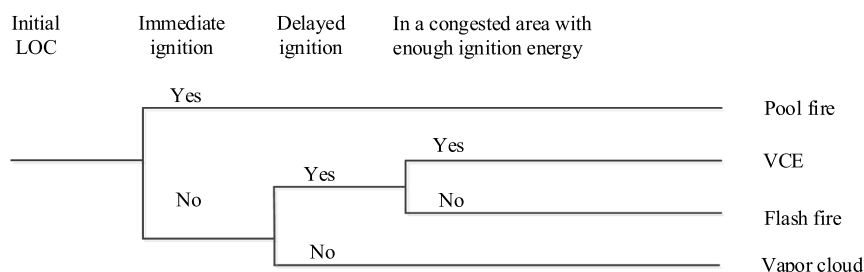 Initial
LOC
Immediate
ignition
Delayed
ignition
In a congested area with
enough ignition energy
Yes
Pool fire
Yes
VCE
Yes
No
No
Flash fire
No
Vapor cloud